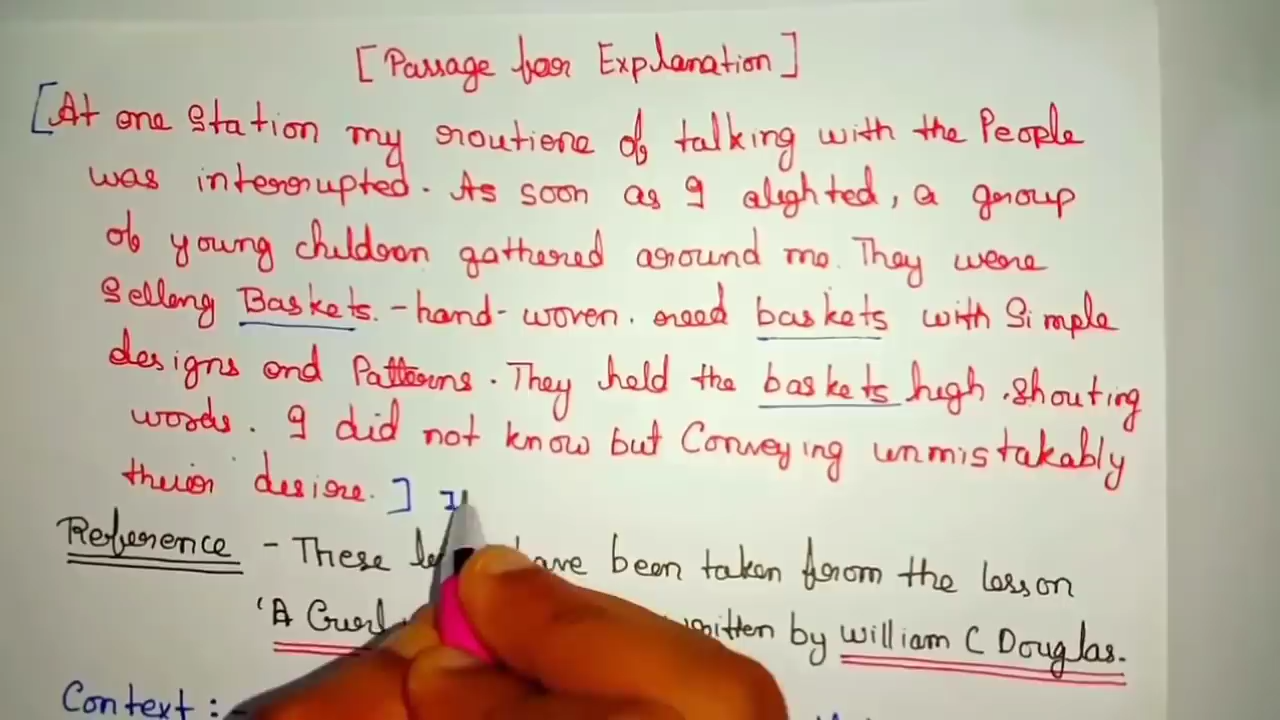 [Passage for Explanation]
[At one Station my routiene of talking with the People
was interrupted. As soon as I alighted, a group
of young children gathered around me. They were
Selleng Baskets. - hand - woven. reed baskets with Simple
designs and Patterns. They held the baskets high .shouting
words. I did not know but Conveying unmistakably
their desire.]
Reference - These have been taken from the lesson
'A Guerl written by william C Douglas.
Context :-